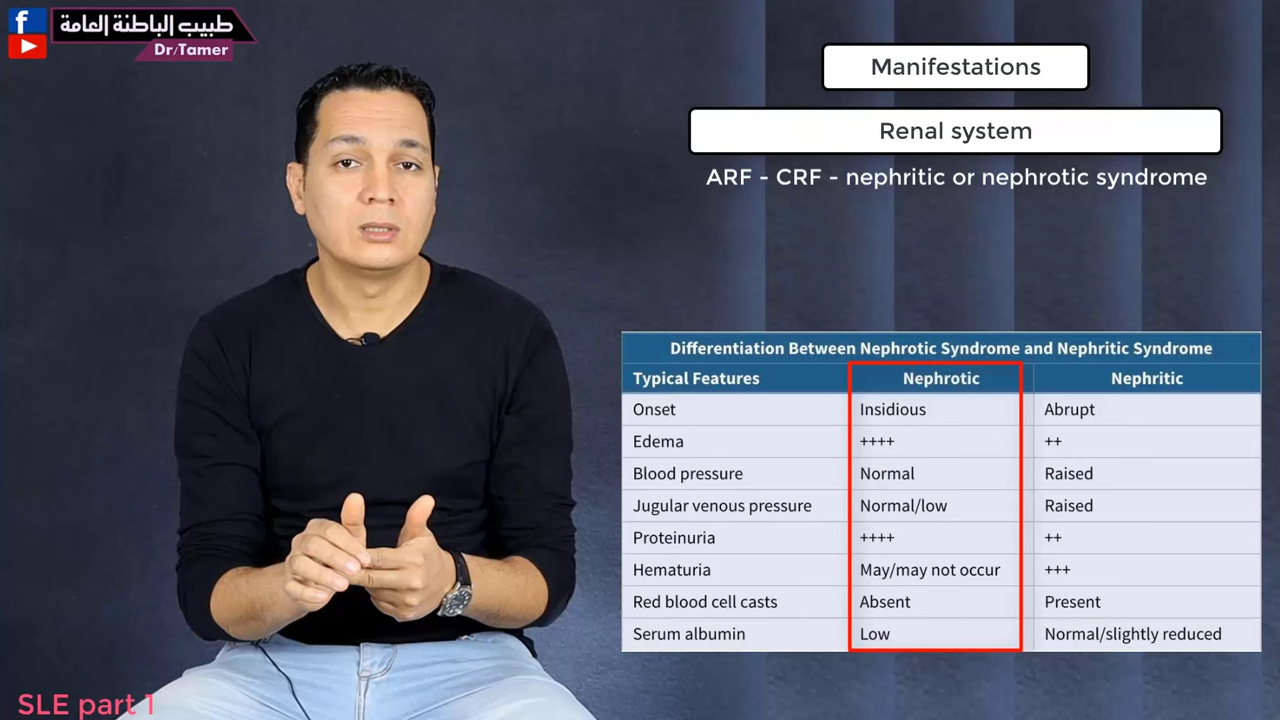 f
طبيب الباطنة العامة
Dr/Tamer
Manifestations
Renal system
ARF - CRF - nephritic or nephrotic syndrome
Differentiation Between Nephrotic Syndrome and Nephritic Syndrome
Typical Features Nephrotic Nephritic
Onset Insidious Abrupt
Edema ++++ ++
Blood pressure Normal Raised
Jugular venous pressure Normal/low Raised
Proteinuria ++++ ++
Hematuria May/may not occur +++
Red blood cell casts Absent Present
Serum albumin Low Normal/slightly reduced
SLE part 1